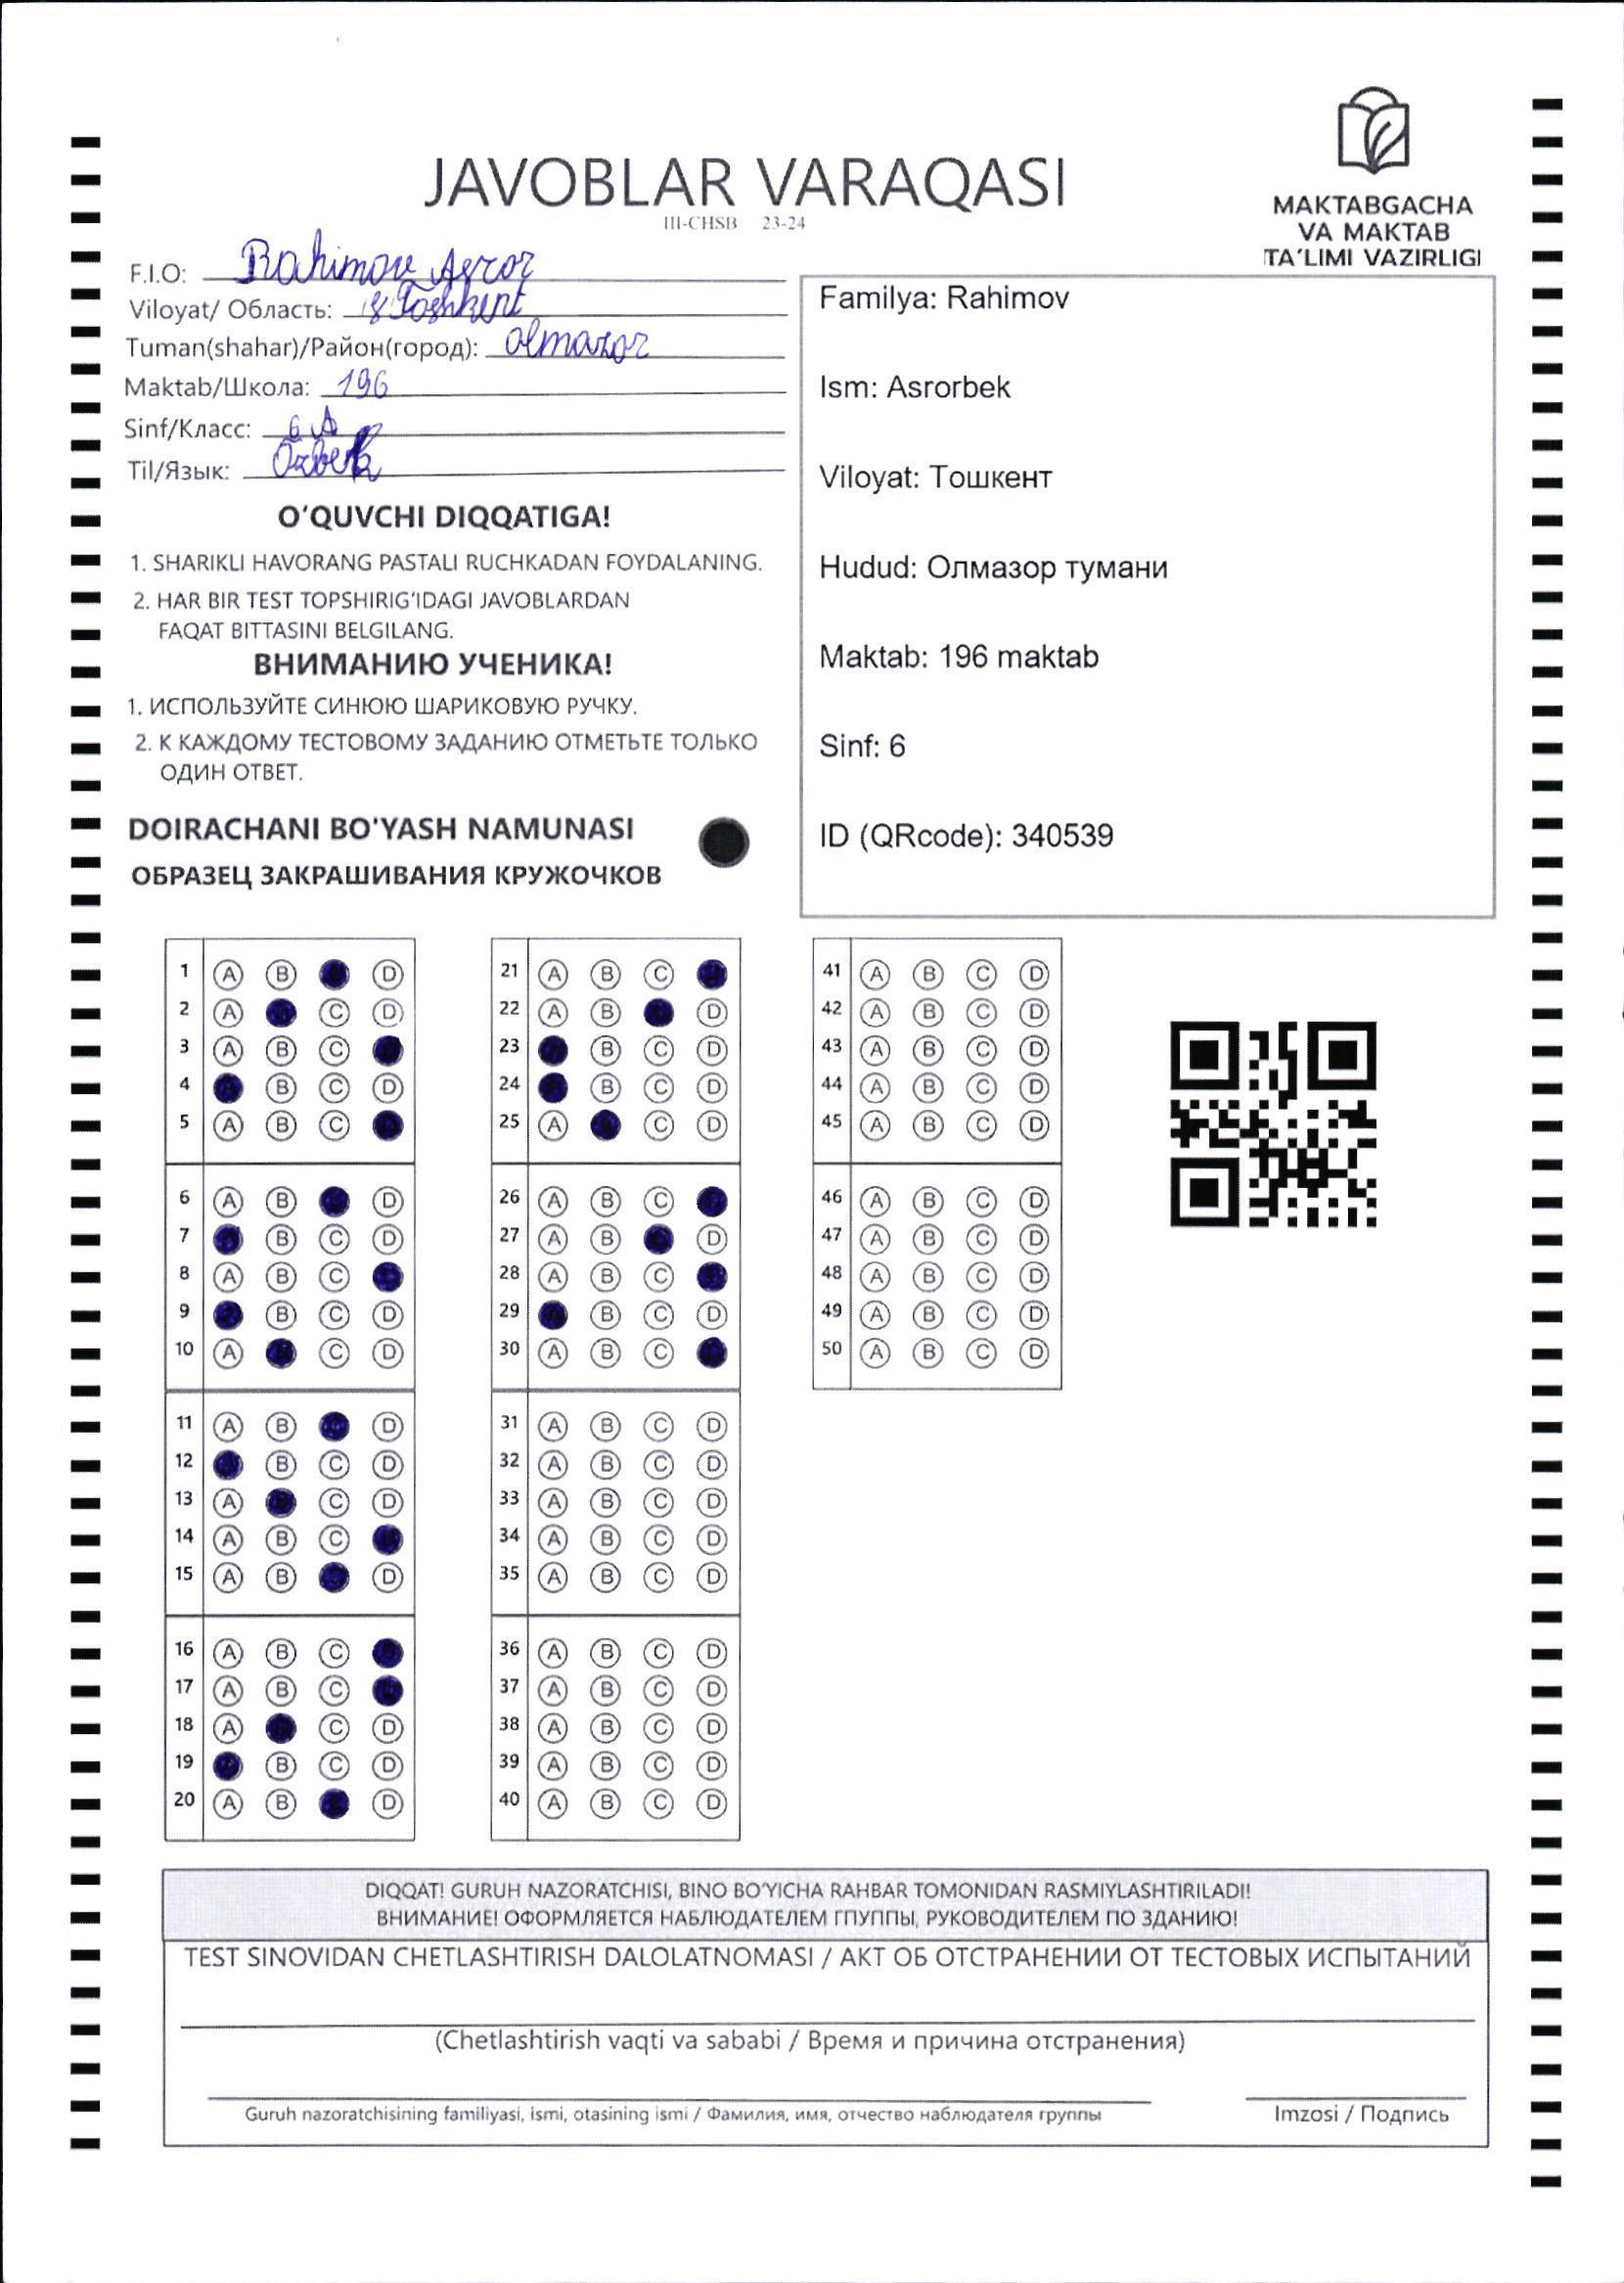 JAVOBLAR VARAQASI
III-CHSB 23-24
MAKTABGACHA
VA MAKTAB
TA'LIMI VAZIRLIGI
F.I.O: Rahimov Asror
Viloyat/ Область: Toshkent
Tuman(shahar)/Район(город): olmazor
Maktab/Школа: 196
Sinf/Класс: 6 A
Til/Язык: Ozbek
O'QUVCHI DIQQATIGA!
1. SHARIKLI HAVORANG PASTALI RUCHKADAN FOYDALANING.
2. HAR BIR TEST TOPSHIRIG'IDAGI JAVOBLARDAN
FAQAT BITTASINI BELGILANG.
ВНИМАНИЮ УЧЕНИКА!
1. ИСПОЛЬЗУЙТЕ СИНЮЮ ШАРИКОВУЮ РУЧКУ.
2. К КАЖДОМУ ТЕСТОВОМУ ЗАДАНИЮ ОТМЕТЬТЕ ТОЛЬКО
ОДИН ОТВЕТ.
DOIRACHANI BO'YASH NAMUNASI
ОБРАЗЕЦ ЗАКРАШИВАНИЯ КРУЖОЧКОВ
Familya: Rahimov
Ism: Asrorbek
Viloyat: Тошкент
Hudud: Олмазор тумани
Maktab: 196 maktab
Sinf: 6
ID (QRcode): 340539
1 A B D
2 A C D
3 A B C
4 B C D
5 A B C
6 A B D
7 B C D
8 A B C
9 B C D
10 A C D
11 A B D
12 B C D
13 A C D
14 A B C
15 A B D
16 A B C
17 A B C
18 A C D
19 B C D
20 A B D
21 A B C
22 A B D
23 B C D
24 B C D
25 A C D
26 A B C
27 A B D
28 A B C
29 B C D
30 A B C
31 A B C D
32 A B C D
33 A B C D
34 A B C D
35 A B C D
36 A B C D
37 A B C D
38 A B C D
39 A B C D
40 A B C D
41 A B C D
42 A B C D
43 A B C D
44 A B C D
45 A B C D
46 A B C D
47 A B C D
48 A B C D
49 A B C D
50 A B C D
DIQQAT! GURUH NAZORATCHISI, BINO BO'YICHA RAHBAR TOMONIDAN RASMIYLASHTIRILADI!
ВНИМАНИЕ! ОФОРМЛЯЕТСЯ НАБЛЮДАТЕЛЕМ ГПУППЫ, РУКОВОДИТЕЛЕМ ПО ЗДАНИЮ!
TEST SINOVIDAN CHETLASHTIRISH DALOLATNOMASI / АКТ ОБ ОТСТРАНЕНИИ ОТ ТЕСТОВЫХ ИСПЫТАНИЙ
(Chetlashtirish vaqti va sababi / Время и причина отстранения)
Guruh nazoratchisining familiyasi, ismi, otasining ismi / Фамилия, имя, отчество наблюдателя группы
Imzosi / Подпись